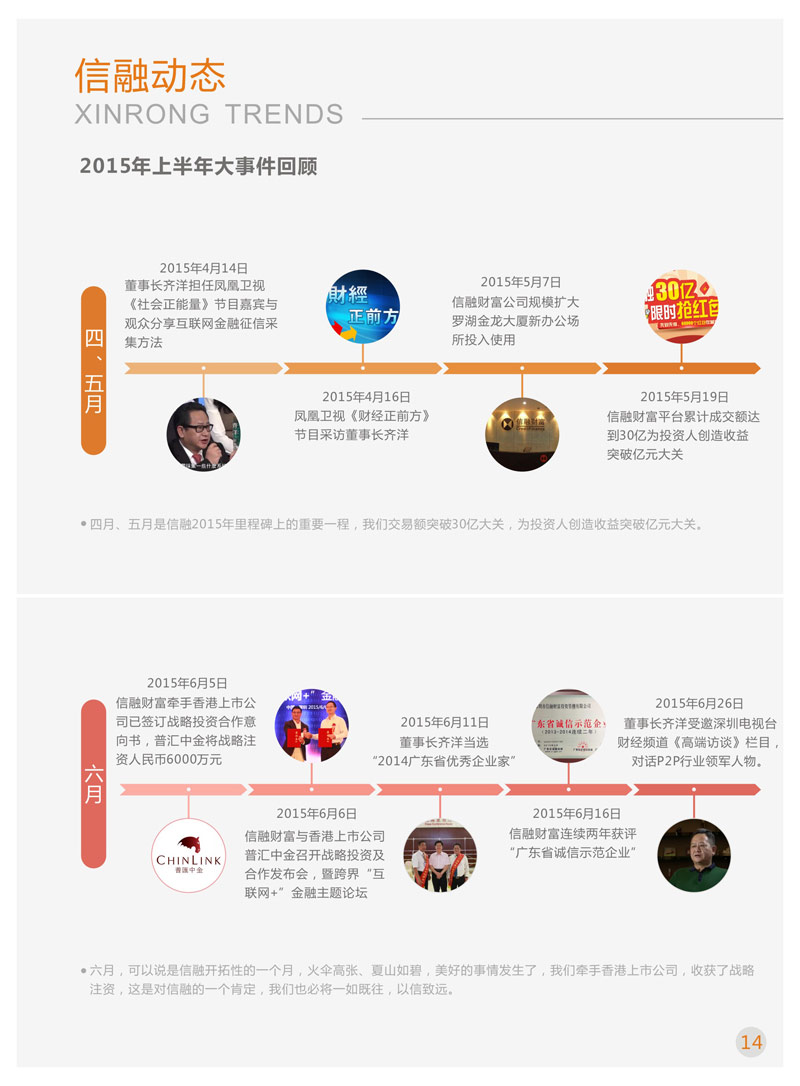 信融动态
XINRONG TRENDS
2015年上半年大事件回顾
四、五月
2015年4月14日
董事长齐洋担任凤凰卫视
《社会正能量》节目嘉宾与
观众分享互联网金融征信采
集方法
財經
正前方
2015年4月16日
凤凰卫视《财经正前方》
节目采访董事长齐洋
2015年5月7日
信融财富公司规模扩大
罗湖金龙大厦新办公场
所投入使用
信融财富
30亿
限时抢红包
2015年5月19日
信融财富平台累计成交额达
到30亿为投资人创造收益
突破亿元大关
四月、五月是信融2015年里程碑上的重要一程，我们交易额突破30亿大关，为投资人创造收益突破亿元大关。
六月
2015年6月5日
信融财富牵手香港上市公
司已签订战略投资合作意
向书，普汇中金将战略注
资人民币6000万元
CHINLINK
普匯中金
2015年6月6日
信融财富与香港上市公司
普汇中金召开战略投资及
合作发布会，暨跨界“互
联网+”金融主题论坛
2015年6月11日
董事长齐洋当选
“2014广东省优秀企业家”
广东省诚信示范企
(2013-2014连续二年)
2015年6月16日
信融财富连续两年获评
“广东省诚信示范企业”
2015年6月26日
董事长齐洋受邀深圳电视台
财经频道《高端访谈》栏目，
对话P2P行业领军人物。
六月，可以说是信融开拓性的一个月，火伞高张、夏山如碧，美好的事情发生了，我们牵手香港上市公司，收获了战略
注资，这是对信融的一个肯定，我们也必将一如既往，以信致远。
14